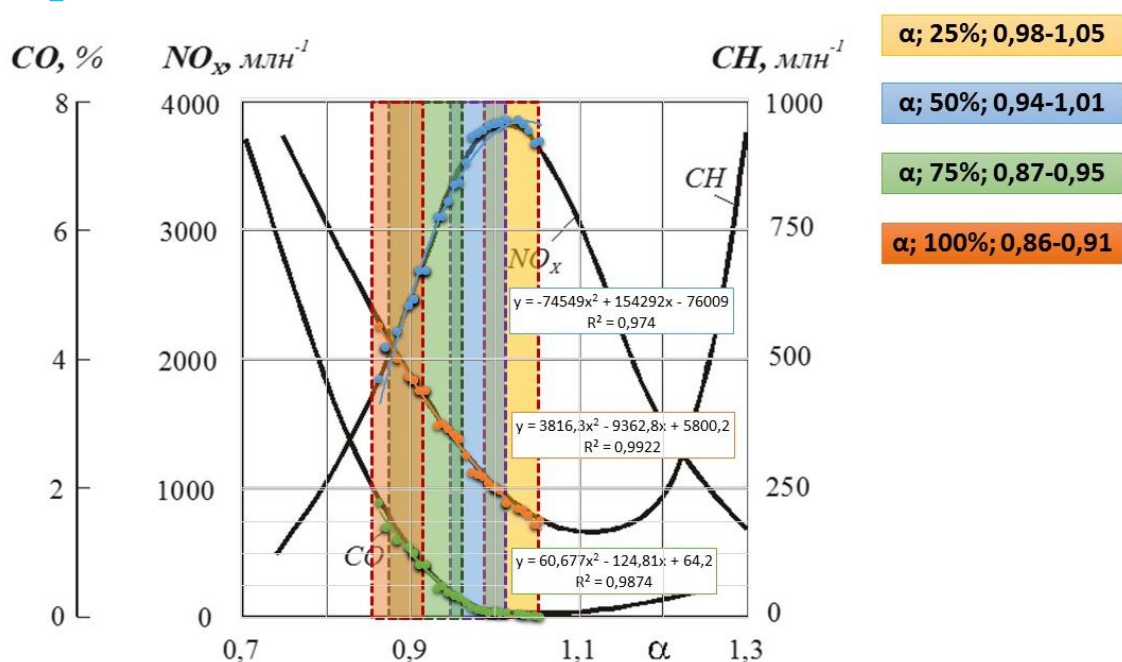 CO, %
NOₓ, млн⁻¹
CH, млн⁻¹
α; 25%; 0,98-1,05
α; 50%; 0,94-1,01
α; 75%; 0,87-0,95
α; 100%; 0,86-0,91
8
4000
1000
CH
6
3000
750
NOₓ
y = -74549x² + 154292x - 76009
R² = 0,974
4
2000
500
y = 3816,3x² - 9362,8x + 5800,2
R² = 0,9922
2
1000
250
CO
y = 60,677x² - 124,81x + 64,2
R² = 0,9874
0
0
0
0,7
0,9
1,1
α
1,3